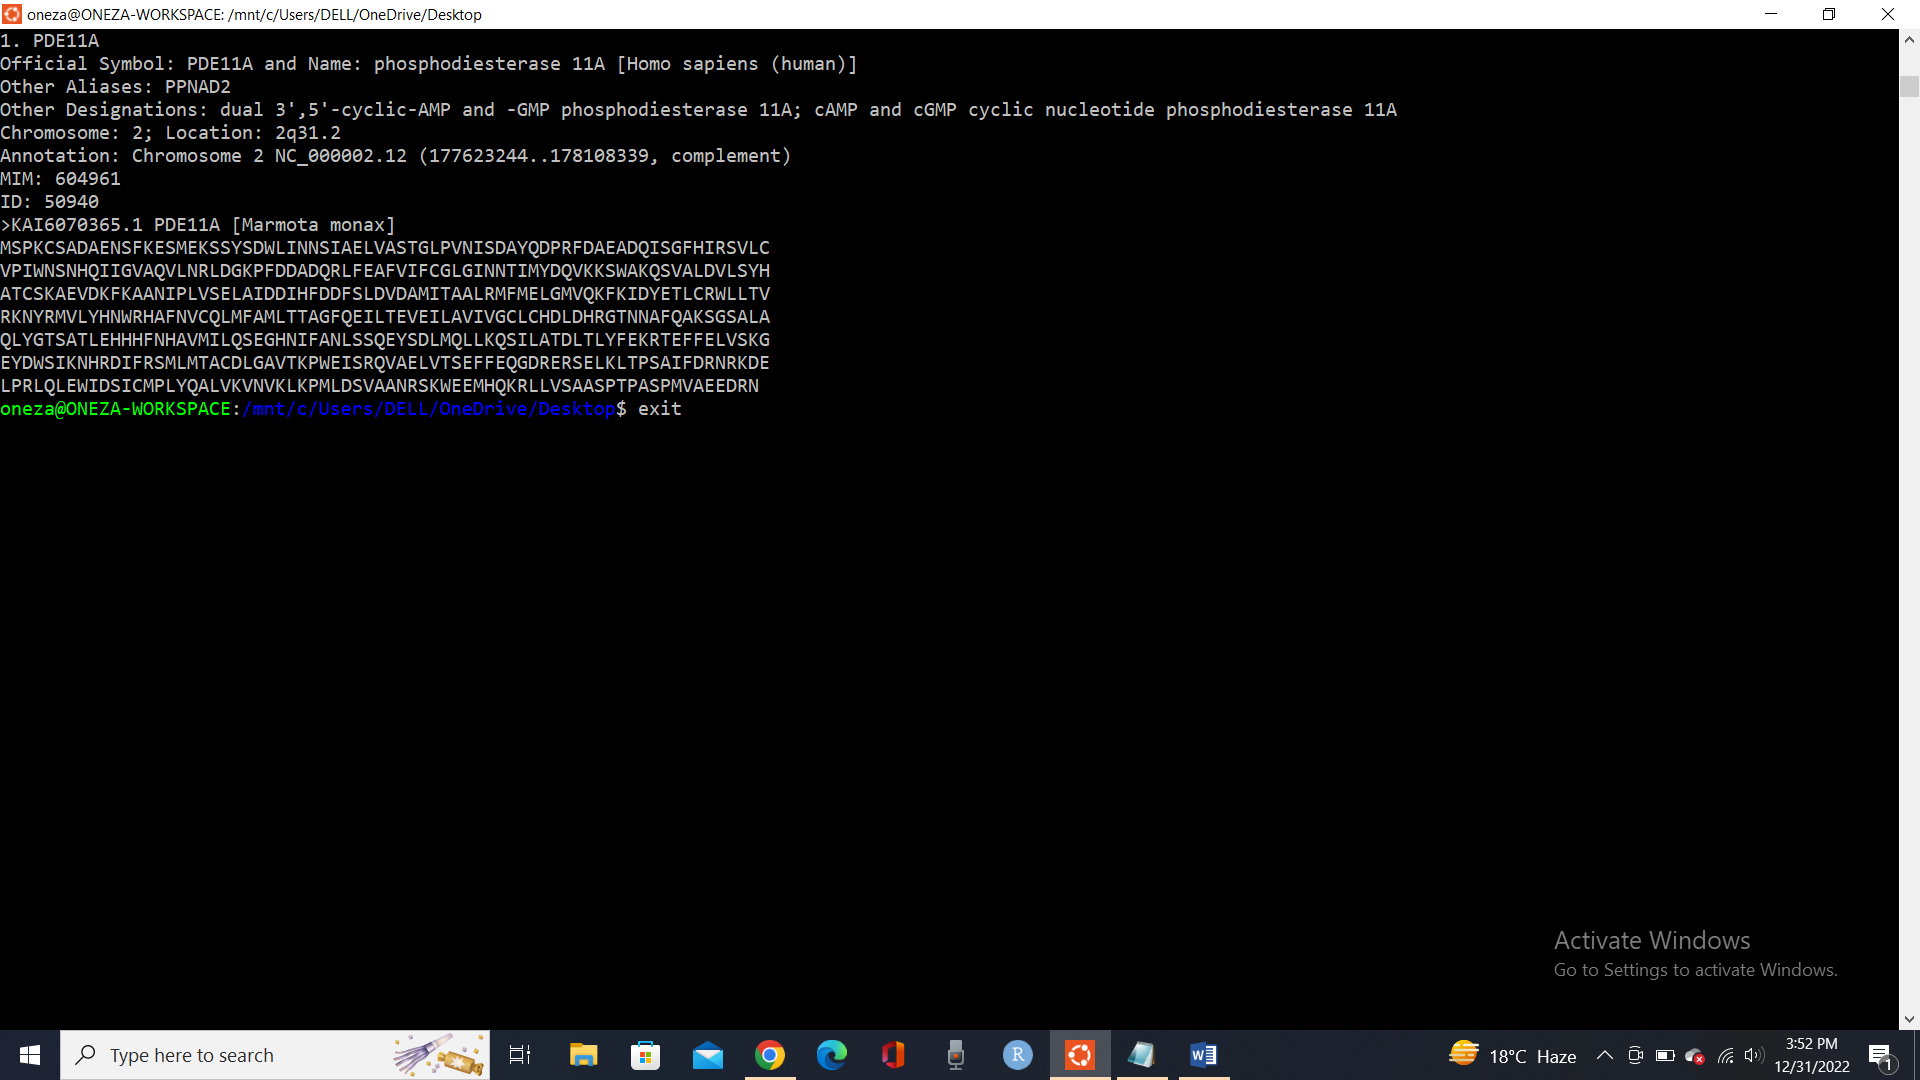 oneza@ONEZA-WORKSPACE: /mnt/c/Users/DELL/OneDrive/Desktop
1. PDE11A
Official Symbol: PDE11A and Name: phosphodiesterase 11A [Homo sapiens (human)]
Other Aliases: PPNAD2
Other Designations: dual 3',5'-cyclic-AMP and -GMP phosphodiesterase 11A; cAMP and cGMP cyclic nucleotide phosphodiesterase 11A
Chromosome: 2; Location: 2q31.2
Annotation: Chromosome 2 NC_000002.12 (177623244..178108339, complement)
MIM: 604961
ID: 50940
>KAI6070365.1 PDE11A [Marmota monax]
MSPKCSADAENSFKESMEKSSYSDWLINNSIAELVASTGLPVNISDAYQDPRFDAEADQISGFHIRSVLC
VPIWNSNHQIIGVAQVLNRLDGKPFDDADQRLFEAFVIFCGLGINNTIMYDQVKKSWAKQSVALDVLSYH
ATCSKAEVDKFKAANIPLVSELAIDDIHFDDFSLDVDAMITAALRMFMELGMVQKFKIDYETLCRWLLTV
RKNYRMVLYHNWRHAFNVCQLMFAMLTTAGFQEILTEVEILAVIVGCLCHDLDHRGTNNAFQAKSGSALA
QLYGTSATLEHHHFNHAVMILQSEGHNIFANLSSQEYSDLMQLLKQSILATDLTLYFEKRTEFFELVSKG
EYDWSIKNHRDIFRSMLMTACDLGAVTKPWEISRQVAELVTSEFFEQGDRERSELKLTPSAIFDRNRKDE
LPRLQLEWIDSICMPLYQALVKVNVKLKPMLDSVAANRSKWEEMHQKRLLVSAASPTPASPMVAEEDRN
oneza@ONEZA-WORKSPACE:/mnt/c/Users/DELL/OneDrive/Desktop$ exit
Activate Windows
Go to Settings to activate Windows.
Type here to search
R
W
18°C Haze
3:52 PM
12/31/2022
1